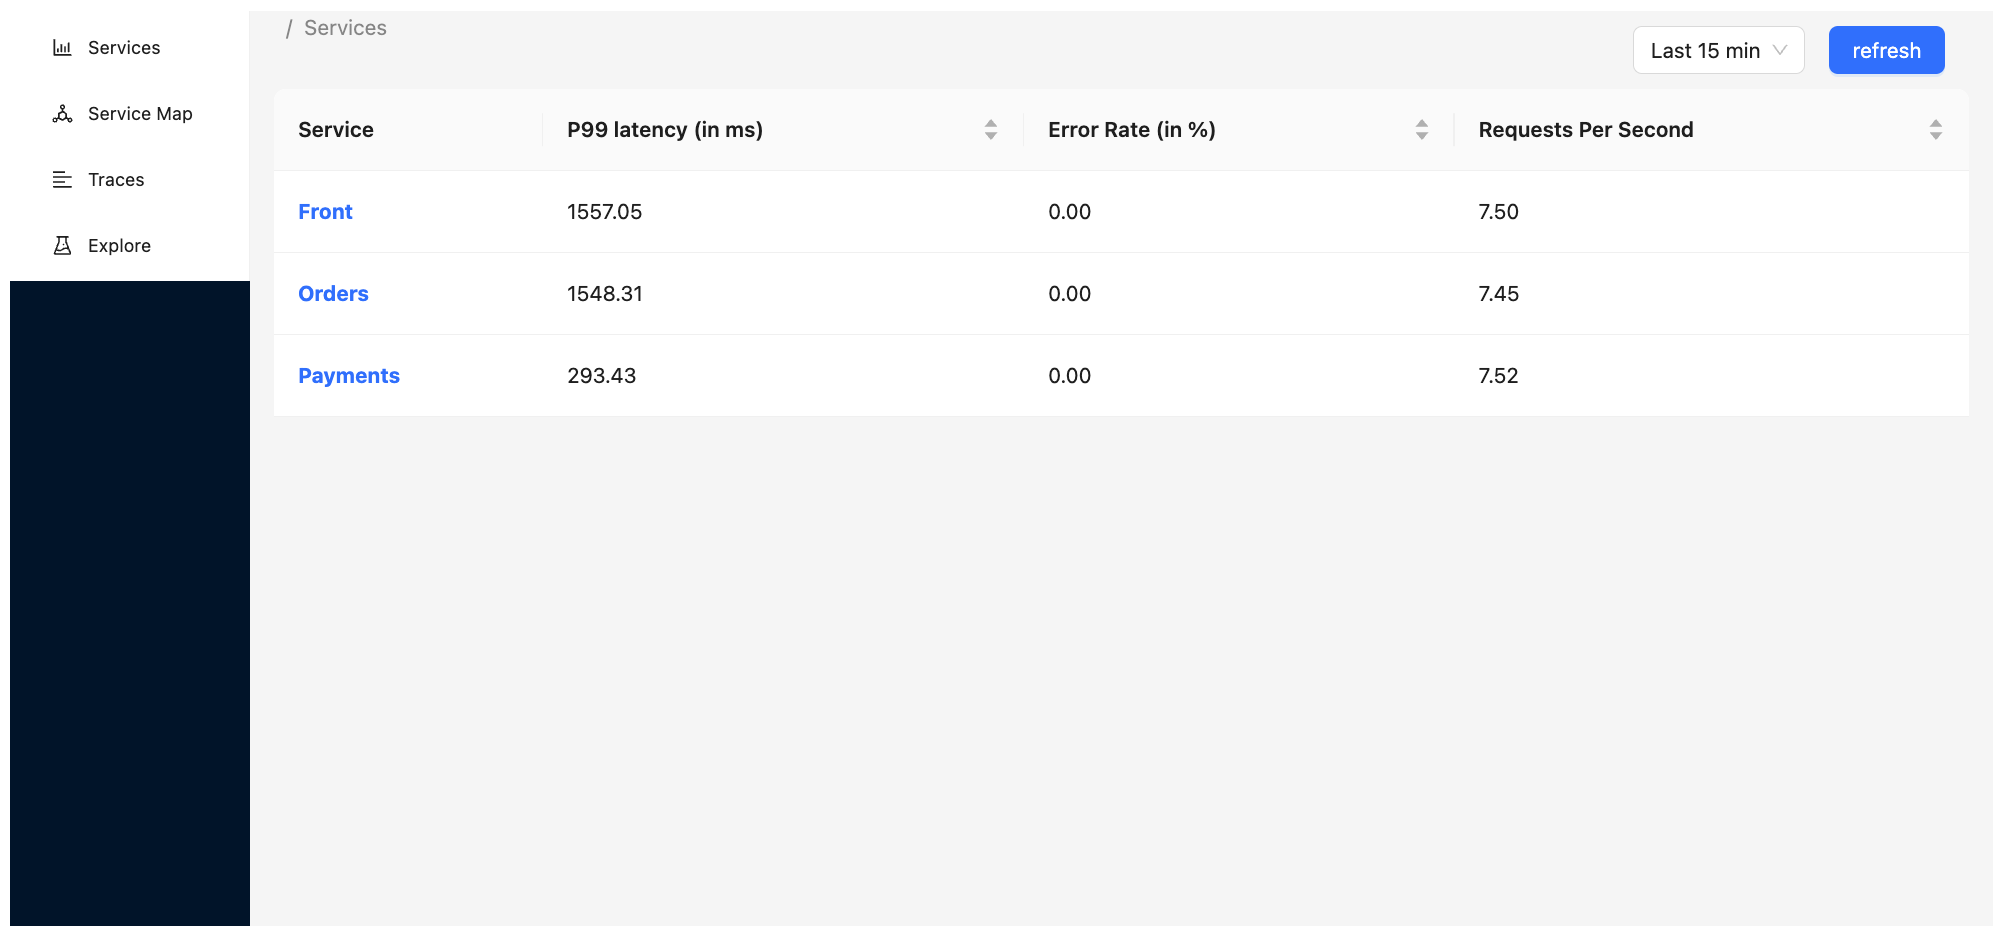 Services
Service Map
Traces
Explore
/ Services
Last 15 min
refresh
Service P99 latency (in ms) Error Rate (in %) Requests Per Second
Front 1557.05 0.00 7.50
Orders 1548.31 0.00 7.45
Payments 293.43 0.00 7.52